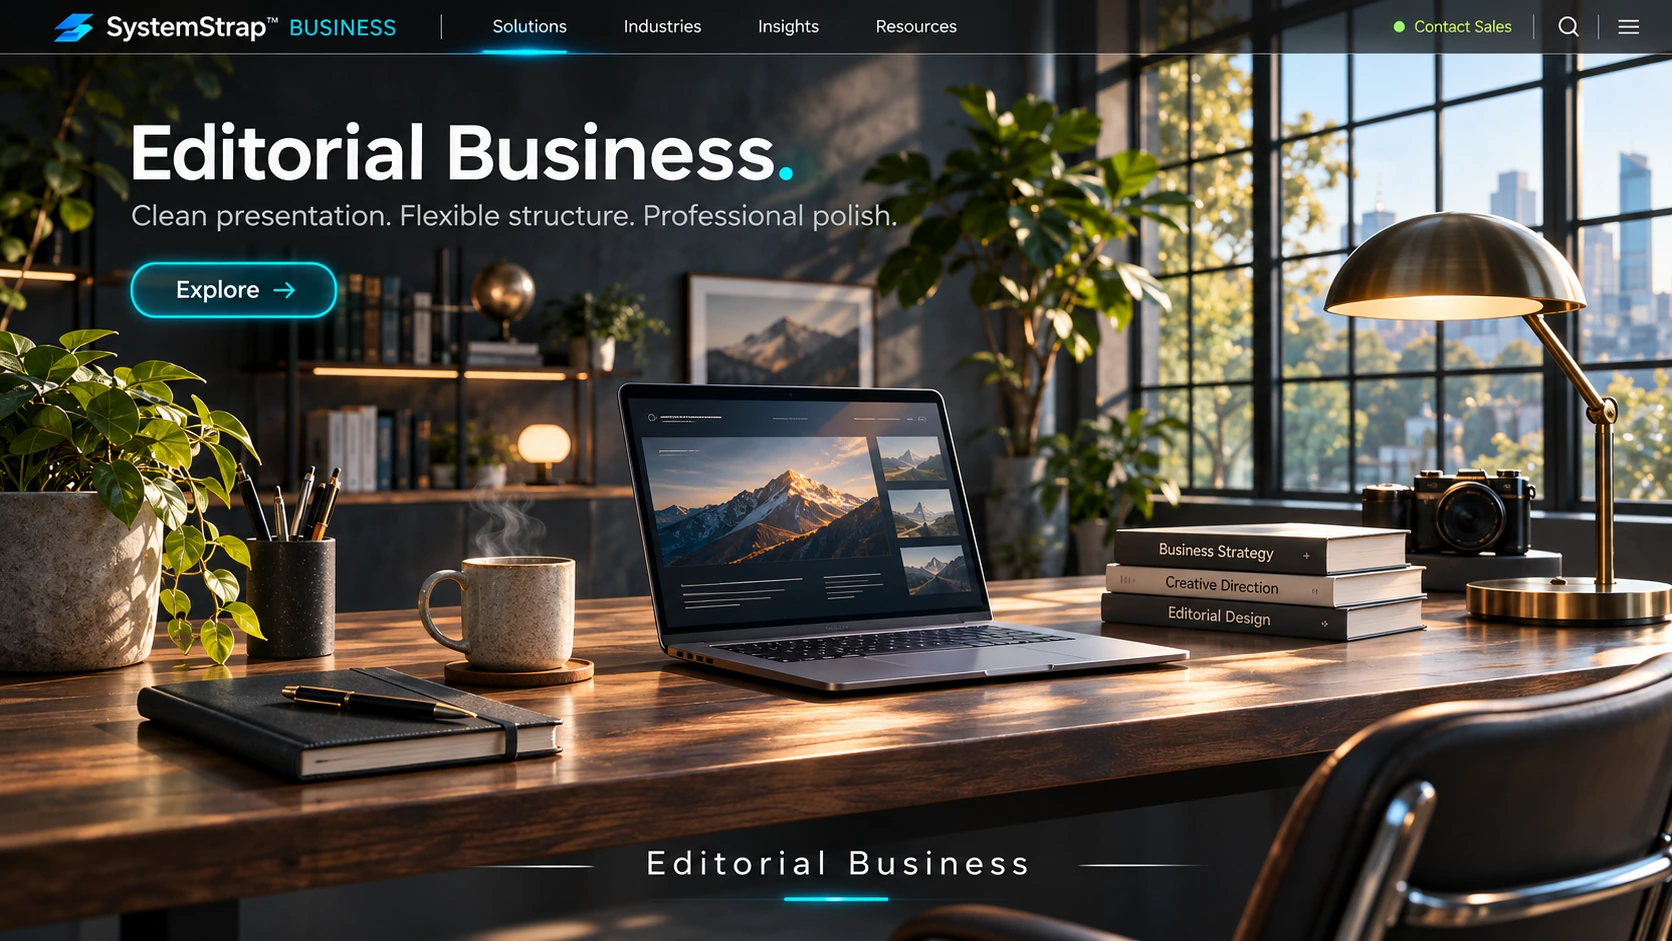 SystemStrap™ BUSINESS
Solutions
Industries
Insights
Resources
Contact Sales
Editorial Business.
Clean presentation. Flexible structure. Professional polish.
Explore →
Business Strategy
Creative Direction
Editorial Design
Editorial Business